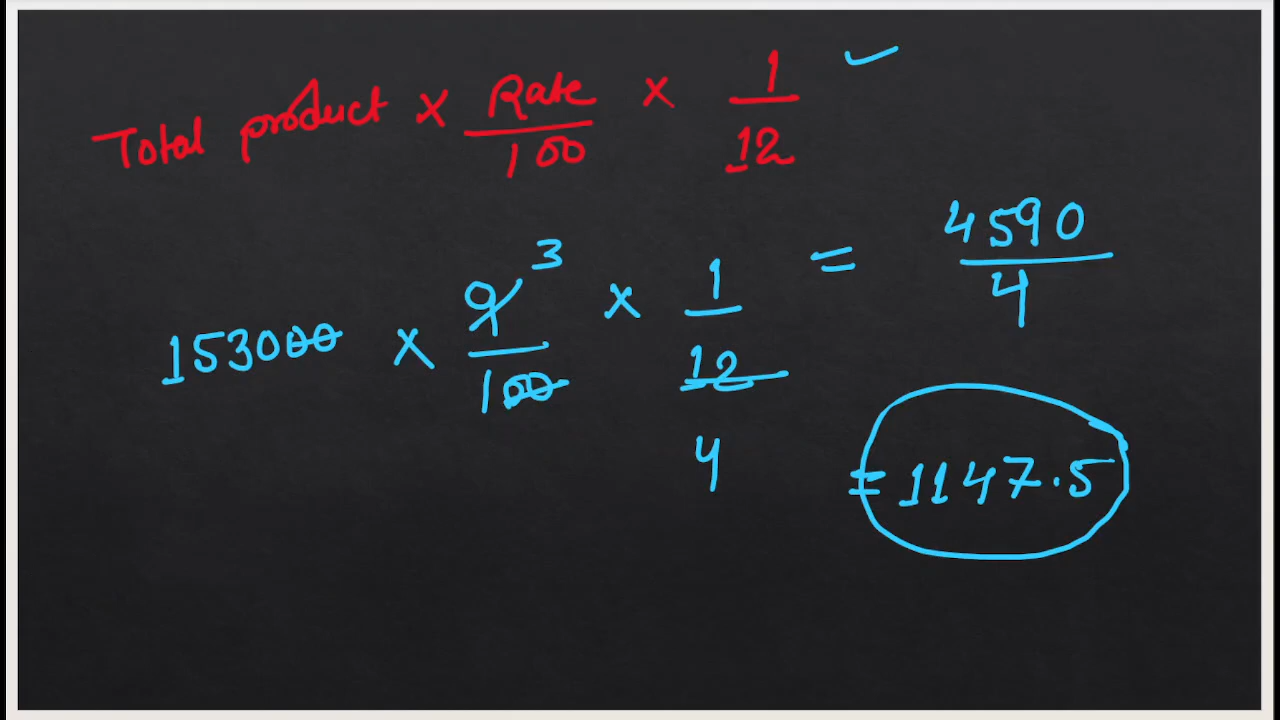 Total product × Rate/100 × 1/12 ✓
153000 × 9/100 × 1/12 = 4590/4
3
4
= 1147.5